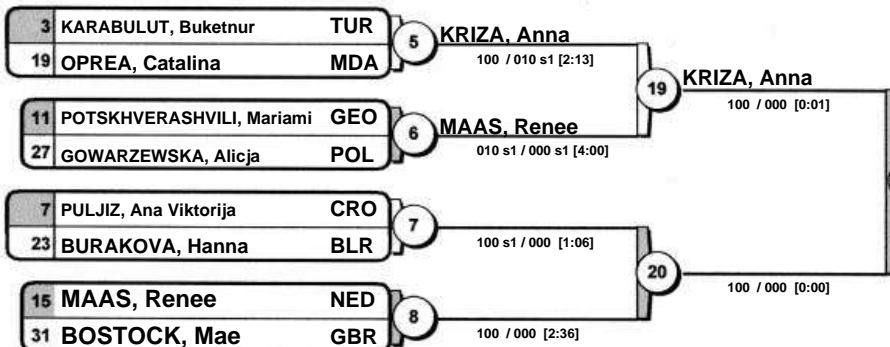 3 KARABULUT, Buketnur TUR
19 OPREA, Catalina MDA
5
KRIZA, Anna
100 / 010 s1 [2:13]
11 POTSKHVERASHVILI, Mariami GEO
27 GOWARZEWSKA, Alicja POL
6
MAAS, Renee
010 s1 / 000 s1 [4:00]
19
KRIZA, Anna
100 / 000 [0:01]
7 PULJIZ, Ana Viktorija CRO
23 BURAKOVA, Hanna BLR
7
100 s1 / 000 [1:06]
15 MAAS, Renee NED
31 BOSTOCK, Mae GBR
8
100 / 000 [2:36]
20
100 / 000 [0:00]